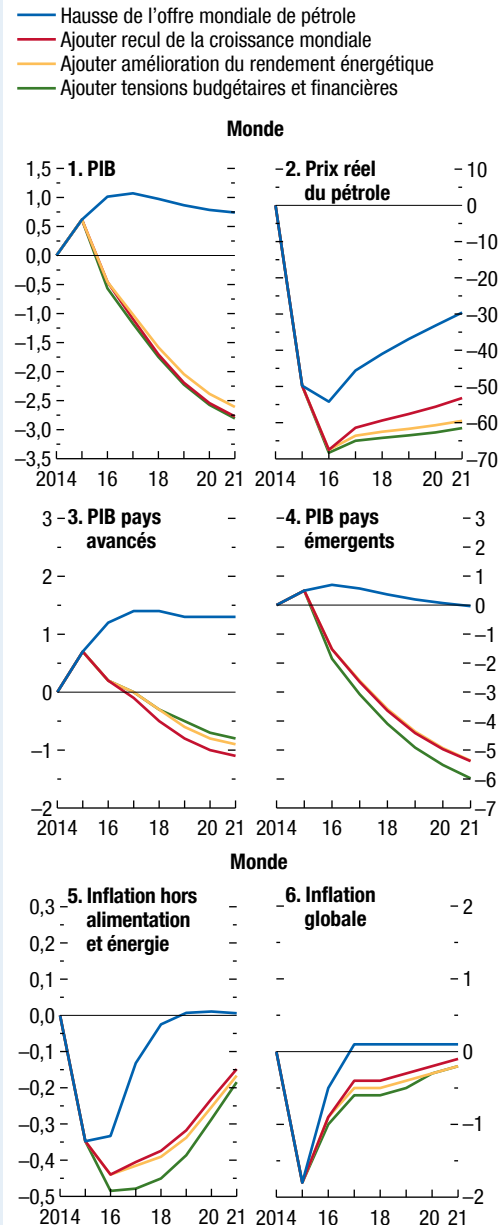 Hausse de l'offre mondiale de pétrole
Ajouter recul de la croissance mondiale
Ajouter amélioration du rendement énergétique
Ajouter tensions budgétaires et financières
Monde
1. PIB
1,5
1,0
0,5
0,0
–0,5
–1,0
–1,5
–2,0
–2,5
–3,0
–3,5
2014 16 18 20 21
2. Prix réel
du pétrole
10
0
–10
–20
–30
–40
–50
–60
–70
2014 16 18 20 21
3. PIB pays
avancés
3
2
1
0
–1
–2
2014 16 18 20 21
4. PIB pays
émergents
3
2
1
0
–1
–2
–3
–4
–5
–6
–7
2014 16 18 20 21
Monde
5. Inflation hors
alimentation
et énergie
0,3
0,2
0,1
0,0
–0,1
–0,2
–0,3
–0,4
–0,5
2014 16 18 20 21
6. Inflation
globale
2
1
0
–1
–2
2014 16 18 20 21